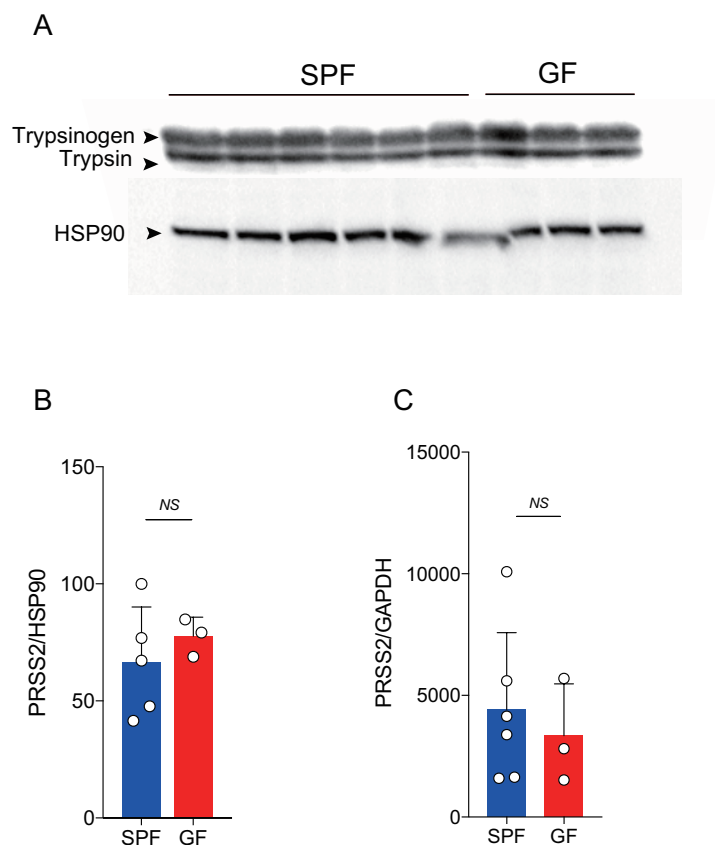 A
SPF GF
Trypsinogen
Trypsin
HSP90
B
C
150
100
50
0
PRSS2/HSP90
NS
SPF GF
15000
10000
5000
0
PRSS2/GAPDH
NS
SPF GF